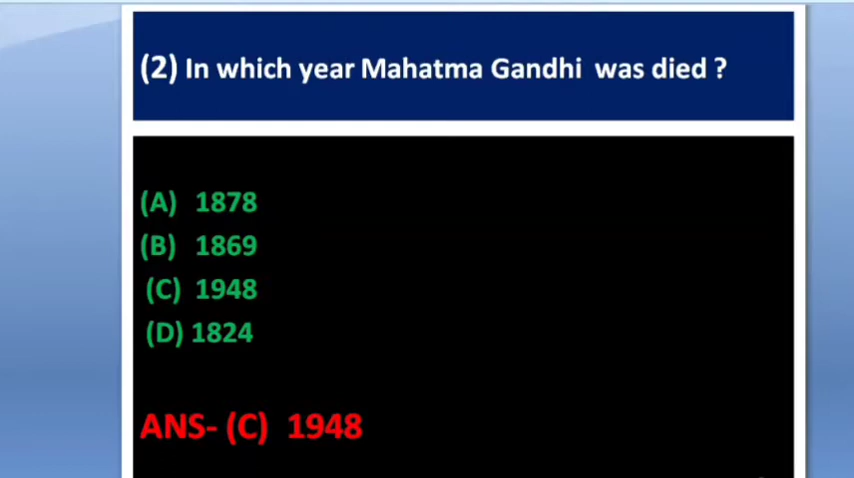 (2) In which year Mahatma Gandhi was died ?
(A) 1878
(B) 1869
(C) 1948
(D) 1824
ANS- (C) 1948